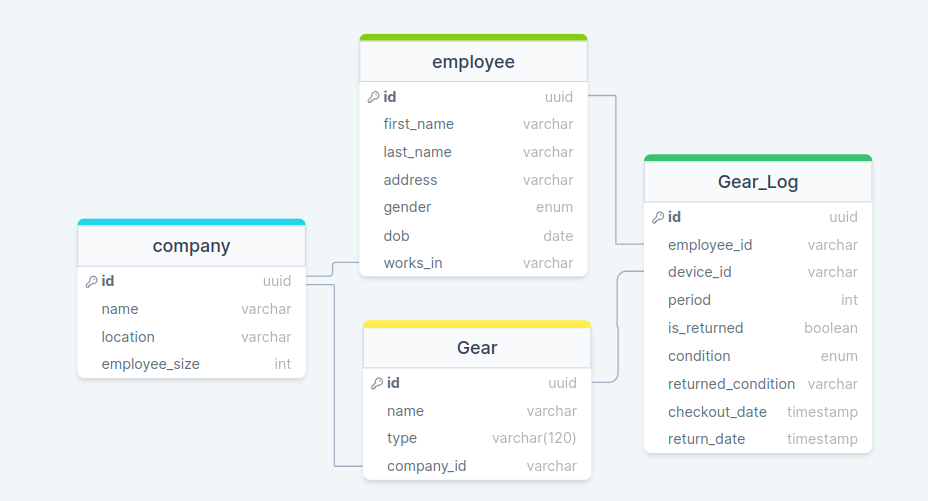 employee
id uuid
first_name varchar
last_name varchar
address varchar
gender enum
dob date
works_in varchar
Gear_Log
id uuid
employee_id varchar
device_id varchar
period int
is_returned boolean
condition enum
returned_condition varchar
checkout_date timestamp
return_date timestamp
company
id uuid
name varchar
location varchar
employee_size int
Gear
id uuid
name varchar
type varchar(120)
company_id varchar